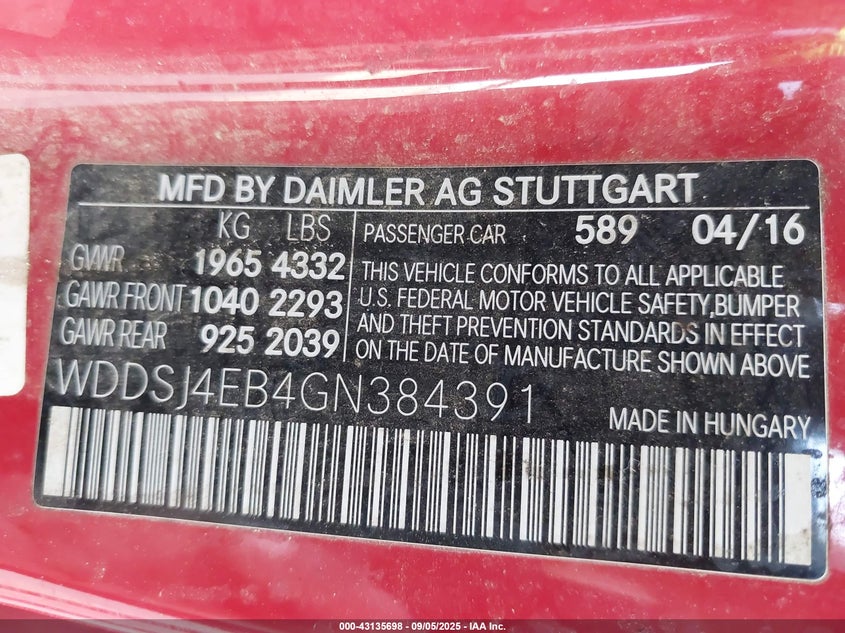 MFD BY DAIMLER AG STUTTGART
KG LBS
GVWR 1965 4332
GAWR FRONT 1040 2293
GAWR REAR 925 2039
PASSENGER CAR 589 04/16
THIS VEHICLE CONFORMS TO ALL APPLICABLE
U.S. FEDERAL MOTOR VEHICLE SAFETY, BUMPER
AND THEFT PREVENTION STANDARDS IN EFFECT
ON THE DATE OF MANUFACTURE SHOWN ABOVE
WDDSJ4EB4GN384391
MADE IN HUNGARY
000-43135698 - 09/05/2025 - IAA Inc.